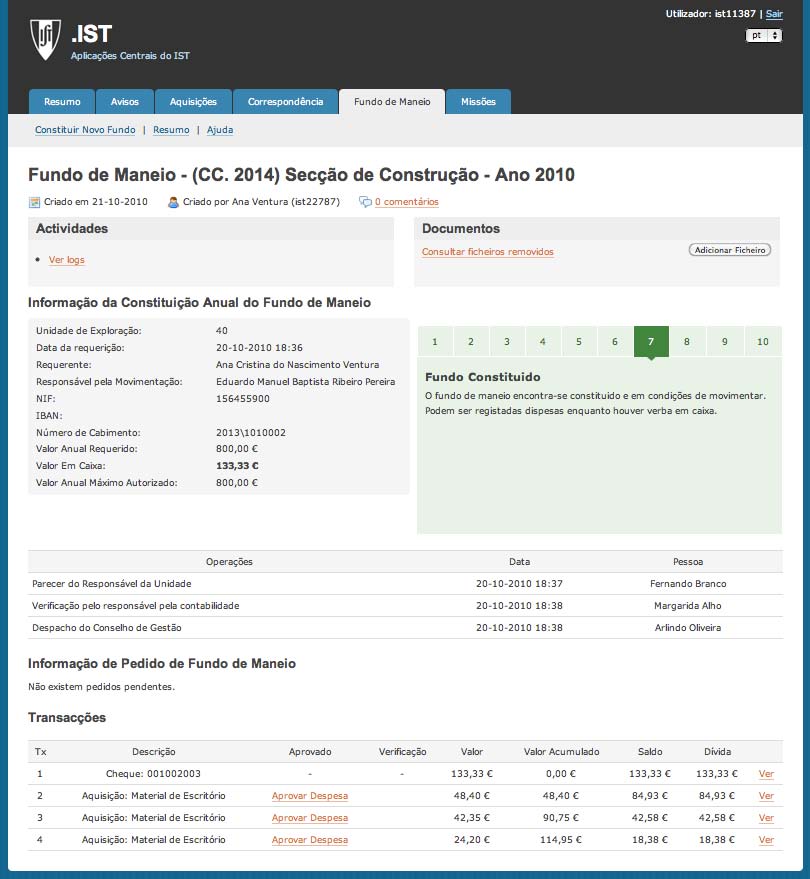 Utilizador: ist11387 | Sair
.IST
pt
Aplicações Centrais do IST
Resumo Avisos Aquisições Correspondência Fundo de Maneio Missões
Constituir Novo Fundo | Resumo | Ajuda
Fundo de Maneio - (CC. 2014) Secção de Construção - Ano 2010
Criado em 21-10-2010 Criado por Ana Ventura (ist22787) 0 comentários
Actividades
• Ver logs
Documentos
Consultar ficheiros removidos Adicionar Ficheiro
Informação da Constituição Anual do Fundo de Maneio
Unidade de Exploração: 40
Data da requerição: 20-10-2010 18:36
Requerente: Ana Cristina do Nascimento Ventura
Responsável pela Movimentação: Eduardo Manuel Baptista Ribeiro Pereira
NIF: 156455900
IBAN:
Número de Cabimento: 2013\1010002
Valor Anual Requerido: 800,00 €
Valor Em Caixa: 133,33 €
Valor Anual Máximo Autorizado: 800,00 €
1 2 3 4 5 6 7 8 9 10
Fundo Constituido
O fundo de maneio encontra-se constituido e em condições de movimentar.
Podem ser registadas dispesas enquanto houver verba em caixa.
Operações Data Pessoa
Parecer do Responsável da Unidade 20-10-2010 18:37 Fernando Branco
Verificação pelo responsável pela contabilidade 20-10-2010 18:38 Margarida Alho
Despacho do Conselho de Gestão 20-10-2010 18:38 Arlindo Oliveira
Informação de Pedido de Fundo de Maneio
Não existem pedidos pendentes.
Transacções
Tx Descrição Aprovado Verificação Valor Valor Acumulado Saldo Dívida
1 Cheque: 001002003 - - 133,33 € 0,00 € 133,33 € 133,33 € Ver
2 Aquisição: Material de Escritório Aprovar Despesa 48,40 € 48,40 € 84,93 € 84,93 € Ver
3 Aquisição: Material de Escritório Aprovar Despesa 42,35 € 90,75 € 42,58 € 42,58 € Ver
4 Aquisição: Material de Escritório Aprovar Despesa 24,20 € 114,95 € 18,38 € 18,38 € Ver